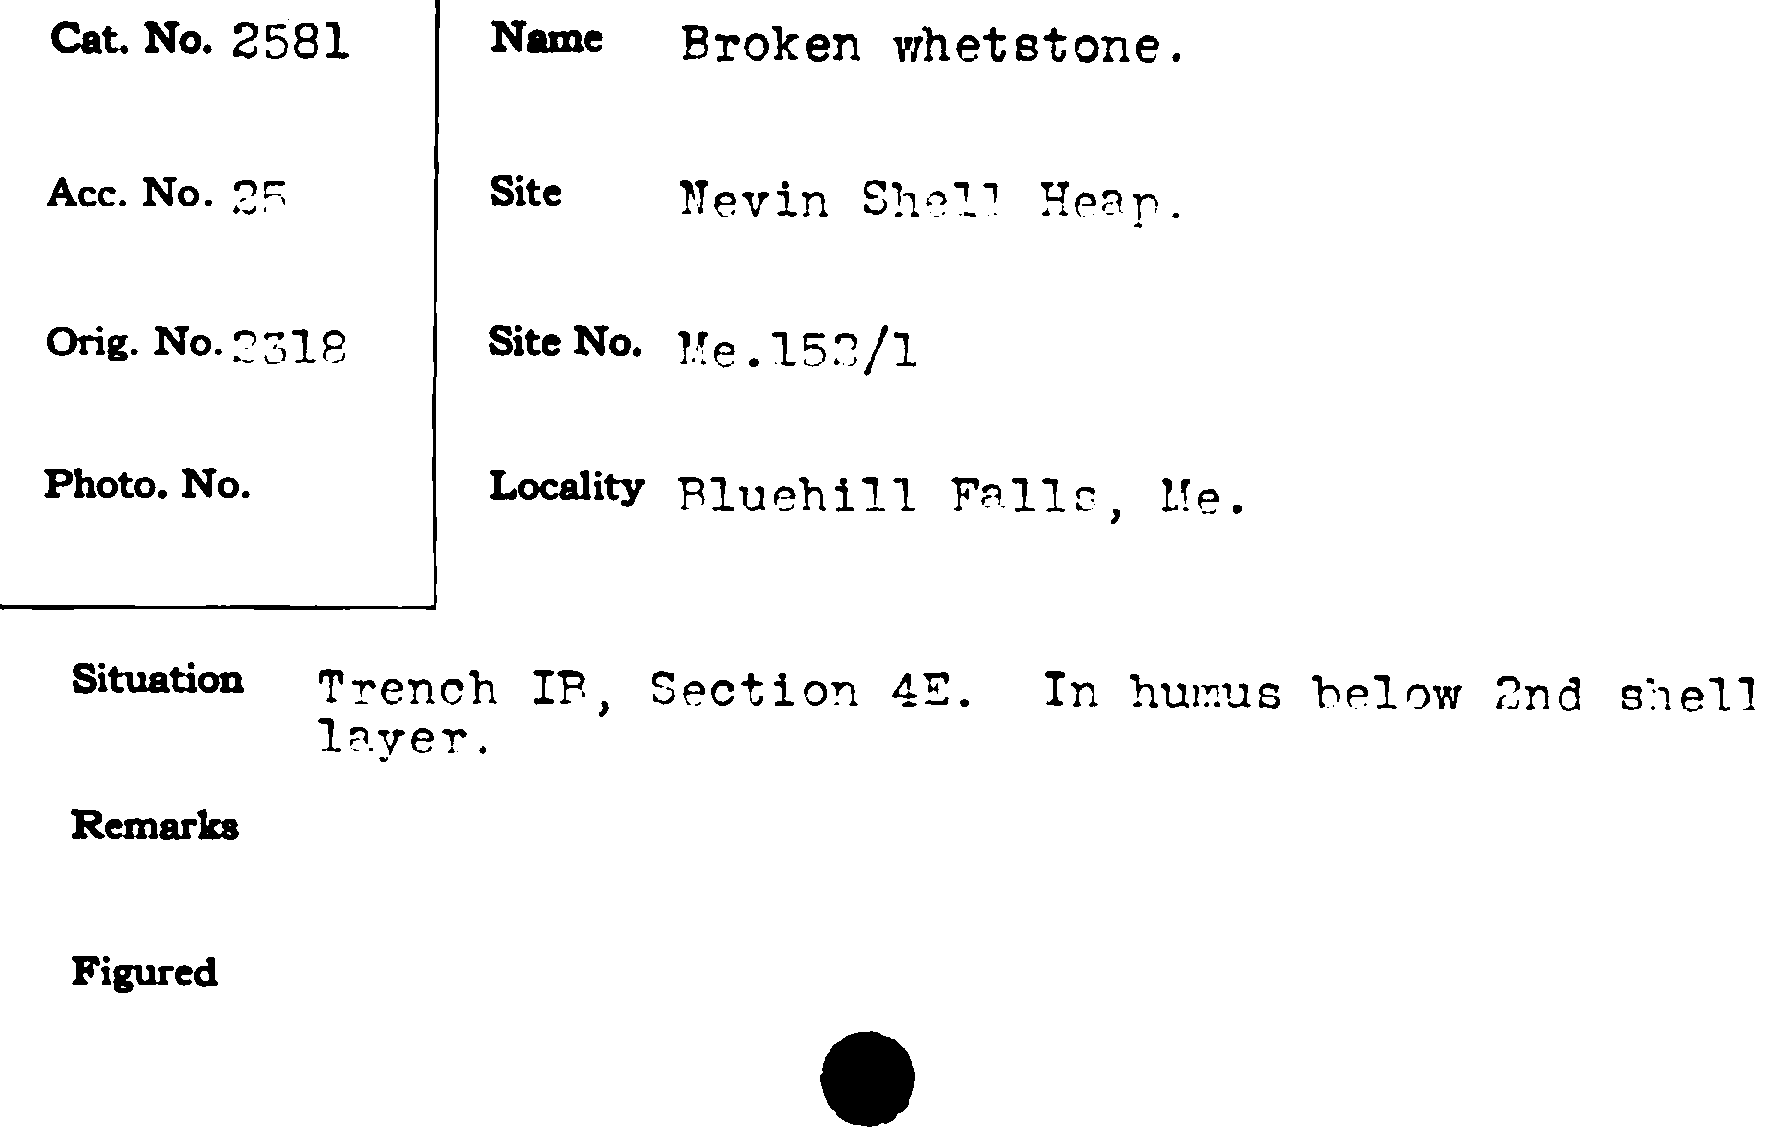 Cat. No. 2581
Name Broken whetstone.
Acc. No. 25
Site Nevin Shell Heap.
Orig. No. 2318
Site No. Me.152/1
Photo. No.
Locality Bluehill Falls, Me.
Situation Trench IB, Section 4E. In humus below 2nd shell
layer.
Remarks
Figured